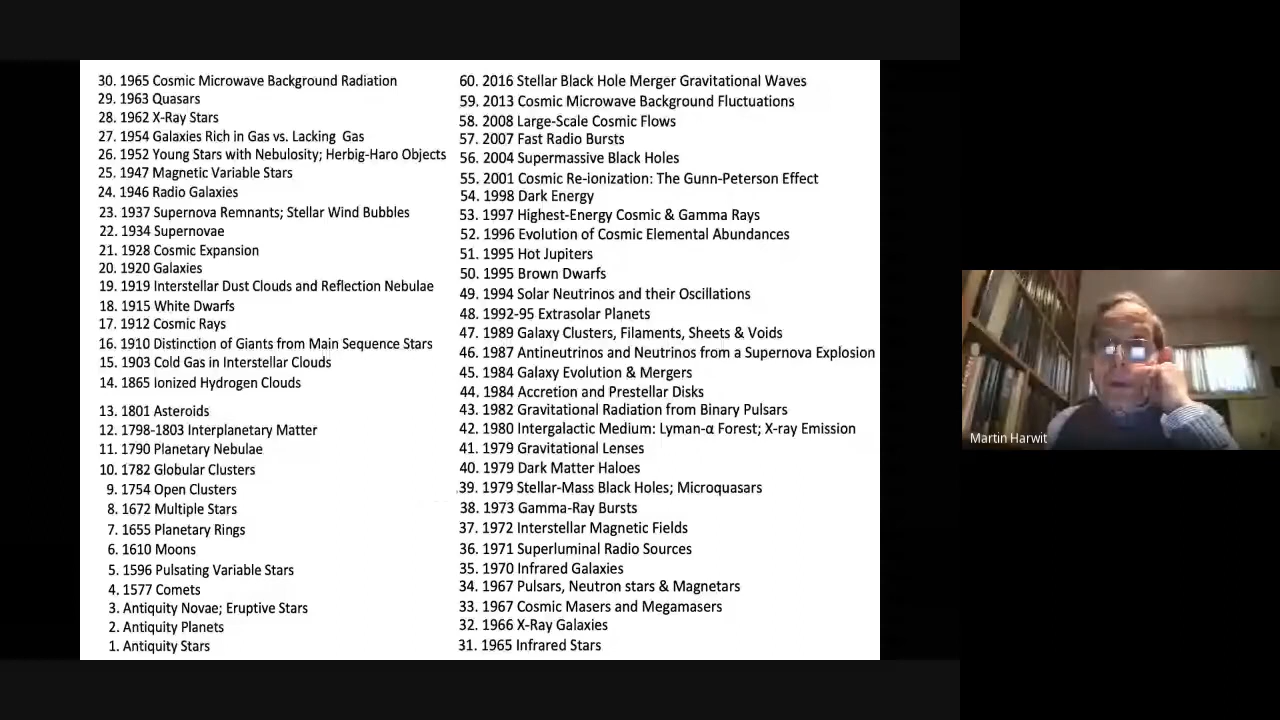 30. 1965 Cosmic Microwave Background Radiation
29. 1963 Quasars
28. 1962 X-Ray Stars
27. 1954 Galaxies Rich in Gas vs. Lacking Gas
26. 1952 Young Stars with Nebulosity; Herbig-Haro Objects
25. 1947 Magnetic Variable Stars
24. 1946 Radio Galaxies
23. 1937 Supernova Remnants; Stellar Wind Bubbles
22. 1934 Supernovae
21. 1928 Cosmic Expansion
20. 1920 Galaxies
19. 1919 Interstellar Dust Clouds and Reflection Nebulae
18. 1915 White Dwarfs
17. 1912 Cosmic Rays
16. 1910 Distinction of Giants from Main Sequence Stars
15. 1903 Cold Gas in Interstellar Clouds
14. 1865 Ionized Hydrogen Clouds
13. 1801 Asteroids
12. 1798-1803 Interplanetary Matter
11. 1790 Planetary Nebulae
10. 1782 Globular Clusters
9. 1754 Open Clusters
8. 1672 Multiple Stars
7. 1655 Planetary Rings
6. 1610 Moons
5. 1596 Pulsating Variable Stars
4. 1577 Comets
3. Antiquity Novae; Eruptive Stars
2. Antiquity Planets
1. Antiquity Stars
60. 2016 Stellar Black Hole Merger Gravitational Waves
59. 2013 Cosmic Microwave Background Fluctuations
58. 2008 Large-Scale Cosmic Flows
57. 2007 Fast Radio Bursts
56. 2004 Supermassive Black Holes
55. 2001 Cosmic Re-ionization: The Gunn-Peterson Effect
54. 1998 Dark Energy
53. 1997 Highest-Energy Cosmic & Gamma Rays
52. 1996 Evolution of Cosmic Elemental Abundances
51. 1995 Hot Jupiters
50. 1995 Brown Dwarfs
49. 1994 Solar Neutrinos and their Oscillations
48. 1992-95 Extrasolar Planets
47. 1989 Galaxy Clusters, Filaments, Sheets & Voids
46. 1987 Antineutrinos and Neutrinos from a Supernova Explosion
45. 1984 Galaxy Evolution & Mergers
44. 1984 Accretion and Prestellar Disks
43. 1982 Gravitational Radiation from Binary Pulsars
42. 1980 Intergalactic Medium: Lyman-α Forest; X-ray Emission
41. 1979 Gravitational Lenses
40. 1979 Dark Matter Haloes
39. 1979 Stellar-Mass Black Holes; Microquasars
38. 1973 Gamma-Ray Bursts
37. 1972 Interstellar Magnetic Fields
36. 1971 Superluminal Radio Sources
35. 1970 Infrared Galaxies
34. 1967 Pulsars, Neutron stars & Magnetars
33. 1967 Cosmic Masers and Megamasers
32. 1966 X-Ray Galaxies
31. 1965 Infrared Stars
Martin Harwit